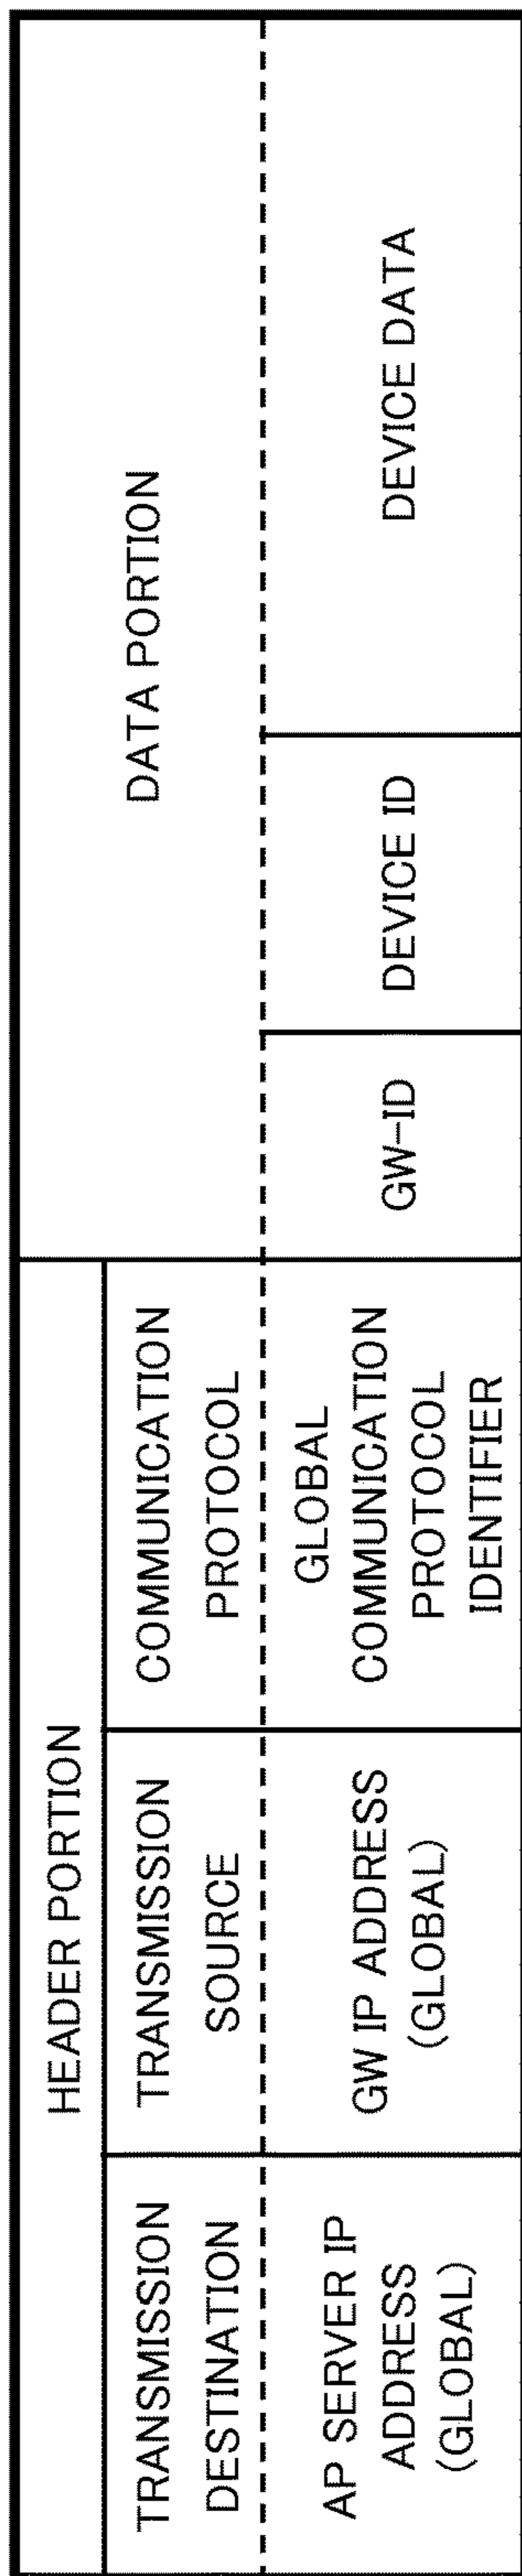 HEADER PORTION
DATA PORTION
TRANSMISSION
DESTINATION
TRANSMISSION
SOURCE
COMMUNICATION
PROTOCOL
AP SERVER IP
ADDRESS
(GLOBAL)
GW IP ADDRESS
(GLOBAL)
GLOBAL
COMMUNICATION
PROTOCOL
IDENTIFIER
GW-ID
DEVICE ID
DEVICE DATA